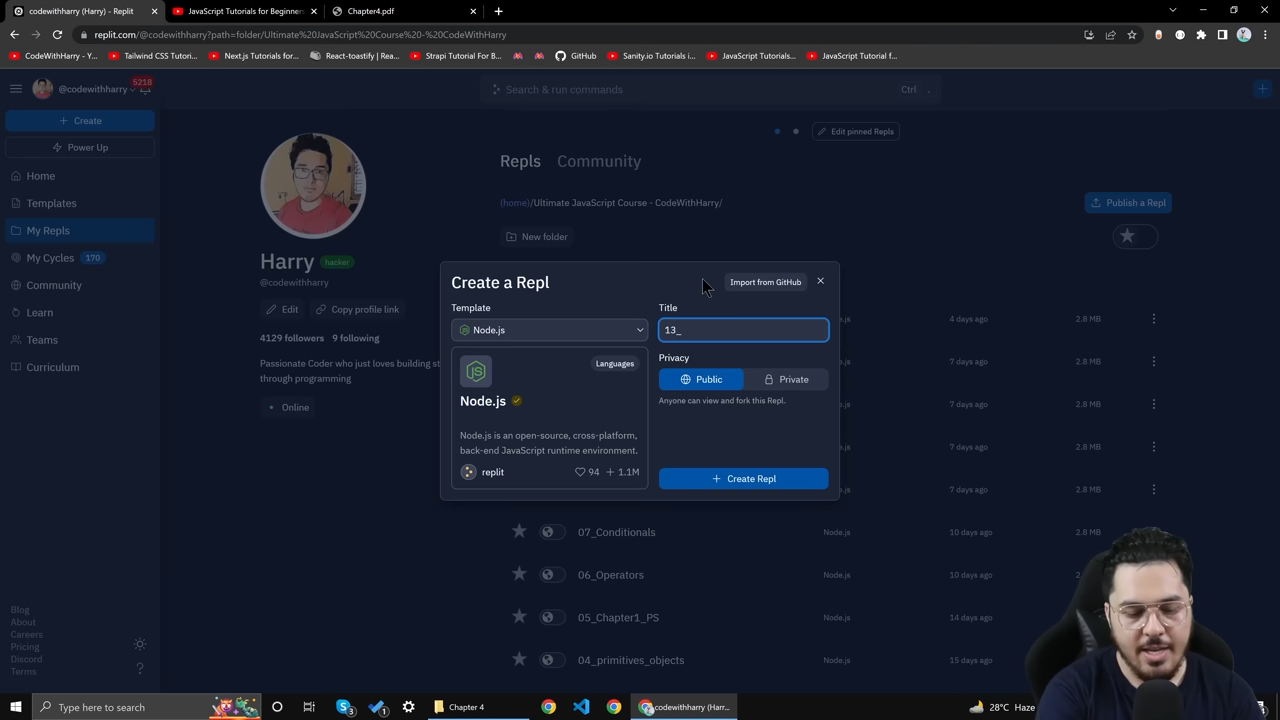 codewithharry (Harry) - Replit
JavaScript Tutorials for Beginners
Chapter4.pdf
replit.com/@codewithharry?path=folder/Ultimate%20JavaScript%20Course%20-%20CodeWithHarry
CodeWithHarry - Y...
Tailwind CSS Tutori...
Next.js Tutorials for...
React-toastify | Rea...
Strapi Tutorial For B...
GitHub
Sanity.io Tutorials i...
JavaScript Tutorials...
JavaScript Tutorial f...
@codewithharry
5218
Search & run commands
Ctrl .
+ Create
Power Up
Home
Templates
My Repls
My Cycles 170
Community
Learn
Teams
Curriculum
Edit pinned Repls
Repls Community
(home)/Ultimate JavaScript Course - CodeWithHarry/
Publish a Repl
New folder
Harry hacker
@codewithharry
Edit
Copy profile link
4129 followers 9 following
Passionate Coder who just loves building st
through programming
Online
Create a Repl
Import from GitHub
Template
Title
Node.js
13_
JS
Languages
Node.js
Node.js is an open-source, cross-platform,
back-end JavaScript runtime environment.
replit
94
1.1M
Privacy
Public
Private
Anyone can view and fork this Repl.
+ Create Repl
.js 4 days ago 2.8 MB
.js 7 days ago 2.8 MB
.js 7 days ago 2.8 MB
.js 7 days ago 2.8 MB
.js 7 days ago 2.8 MB
07_Conditionals Node.js 10 days ago 2.8 MB
06_Operators Node.js 10 days ago 2
05_Chapter1_PS Node.js 14 days ago
04_primitives_objects Node.js 15 days ago
Blog
About
Careers
Pricing
Discord
Terms
Type here to search
3
1
Chapter 4
codewithharry (Harr...
28°C Haze